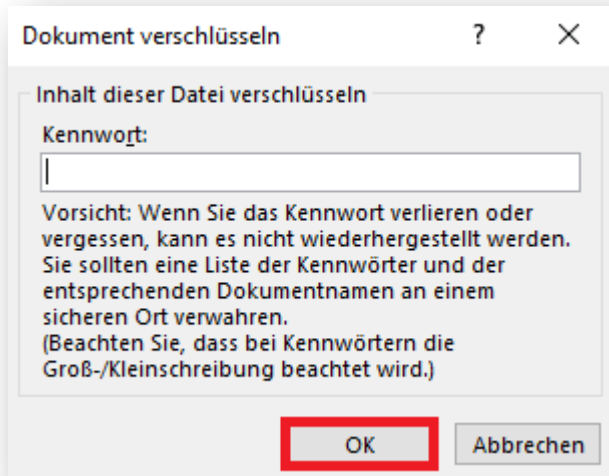 Dokument verschlüsseln ? ×
Inhalt dieser Datei verschlüsseln
Kennwort:
Vorsicht: Wenn Sie das Kennwort verlieren oder
vergessen, kann es nicht wiederhergestellt werden.
Sie sollten eine Liste der Kennwörter und der
entsprechenden Dokumentnamen an einem
sicheren Ort verwahren.
(Beachten Sie, dass bei Kennwörtern die
Groß-/Kleinschreibung beachtet wird.)
OK Abbrechen